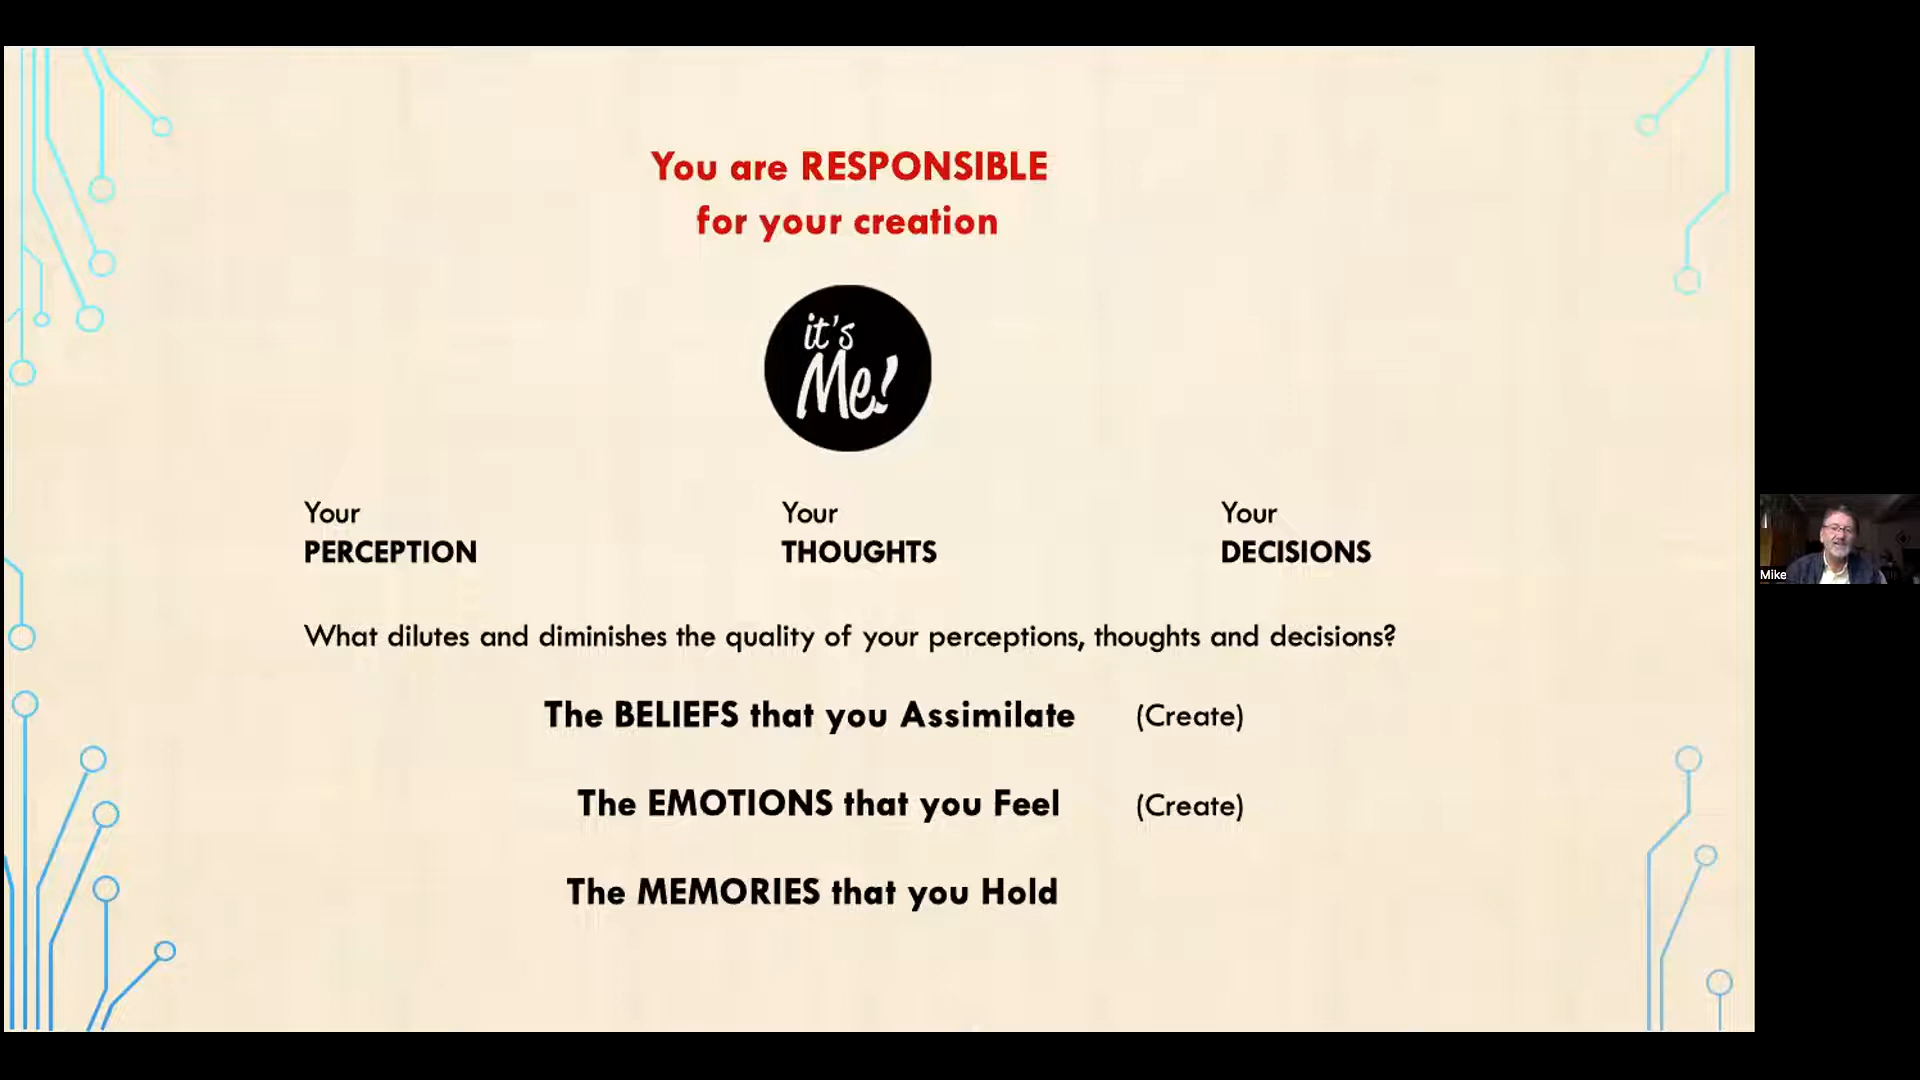 You are RESPONSIBLE
for your creation
it's
Me!
Your
PERCEPTION
Your
THOUGHTS
Your
DECISIONS
What dilutes and diminishes the quality of your perceptions, thoughts and decisions?
The BELIEFS that you Assimilate (Create)
The EMOTIONS that you Feel (Create)
The MEMORIES that you Hold
Mike